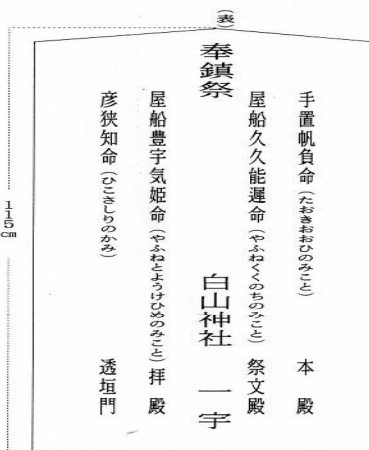 (表)
手置帆負命(たおきおおひのみこと) 本殿
屋船久久能遅命(やふねくくのちのみこと) 祭文殿
奉鎮祭 白山神社 一宇
屋船豊宇気姫命(やふねとようけひめのみこと) 拝殿
彦狭知命(ひこさしりのかみ) 透垣門
115cm